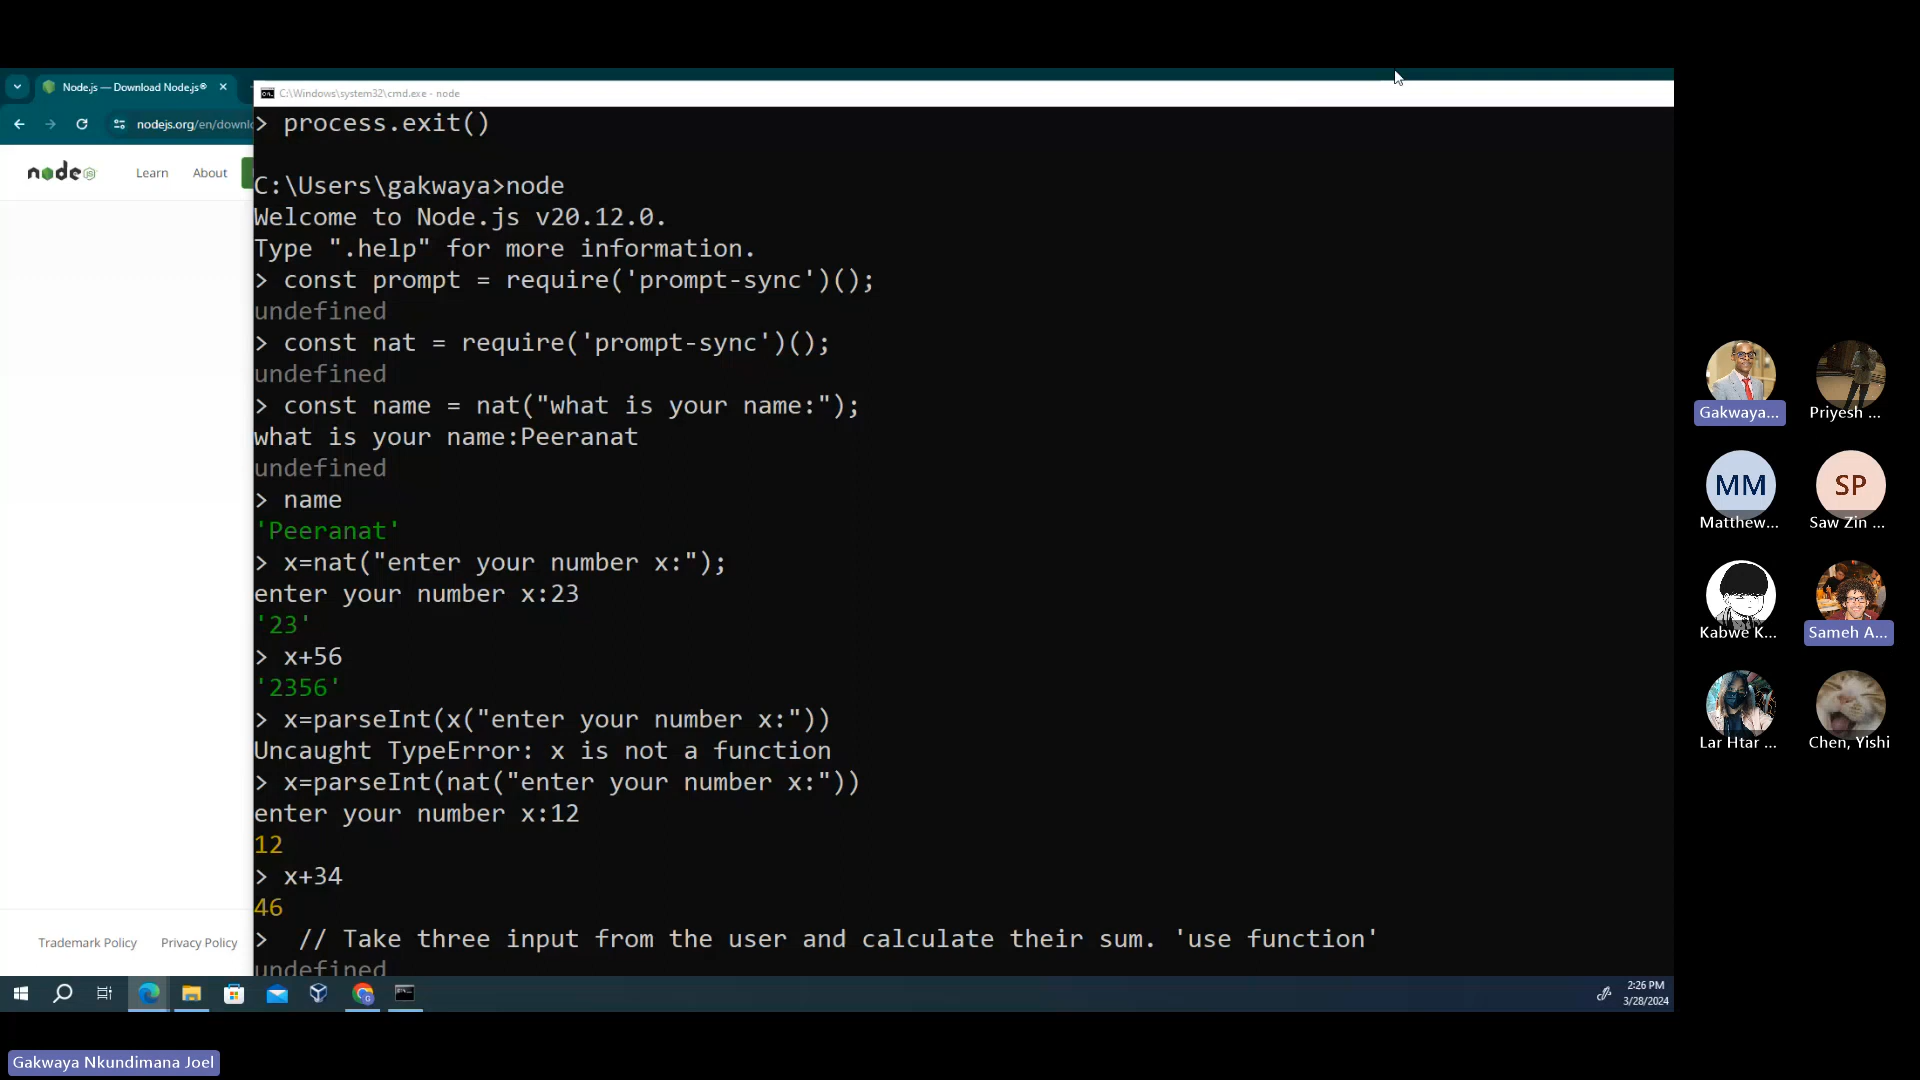 Node.js — Download Node.js®
C:\Windows\system32\cmd.exe - node
nodejs.org/en/downlo
node
Learn
About
> process.exit()
C:\Users\gakwaya>node
Welcome to Node.js v20.12.0.
Type ".help" for more information.
> const prompt = require('prompt-sync')();
undefined
> const nat = require('prompt-sync')();
undefined
> const name = nat("what is your name:");
what is your name:Peeranat
undefined
> name
'Peeranat'
> x=nat("enter your number x:");
enter your number x:23
'23'
> x+56
'2356'
> x=parseInt(x("enter your number x:"))
Uncaught TypeError: x is not a function
> x=parseInt(nat("enter your number x:"))
enter your number x:12
12
> x+34
46
>  // Take three input from the user and calculate their sum. 'use function'
undefined
Trademark Policy
Privacy Policy
2:26 PM
3/28/2024
Gakwaya...
Priyesh ...
MM
Matthew...
SP
Saw Zin ...
Kabwe K...
Sameh A...
Lar Htar ...
Chen, Yishi
Gakwaya Nkundimana Joel